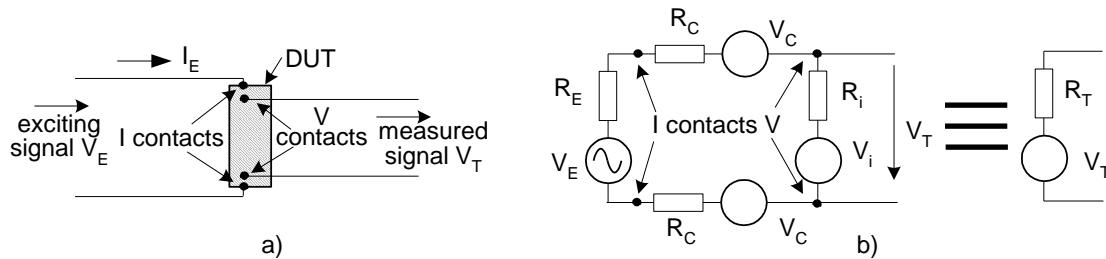 I_E
DUT
exciting
signal V_E
I contacts
V
contacts
measured
signal V_T
a)
R_C
V_C
R_E
I contacts V
R_i
V_T
R_T
V_E
V_i
V_T
R_C
V_C
b)